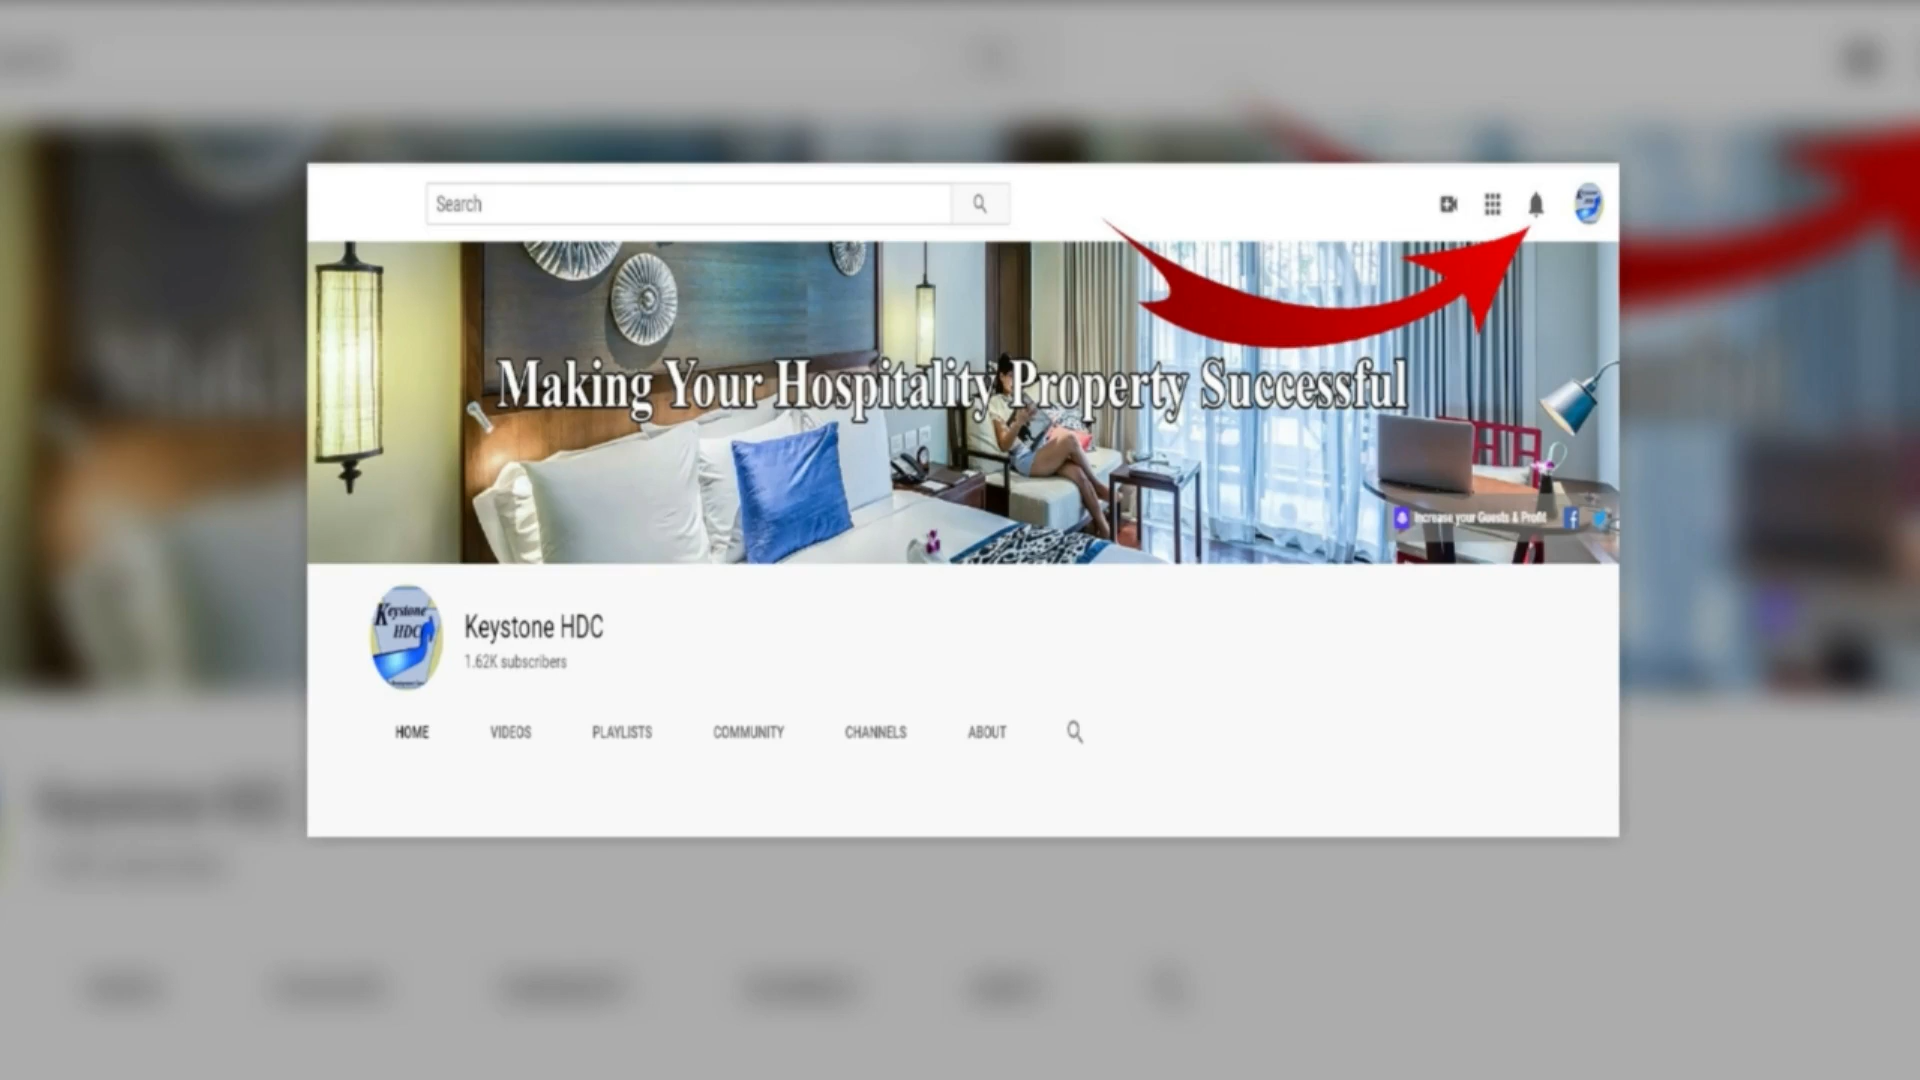 Search
Making Your Hospitality Property Successful
Increase your Guests & Profit
Keystone
HDC
Keystone HDC
1.62K subscribers
HOME VIDEOS PLAYLISTS COMMUNITY CHANNELS ABOUT